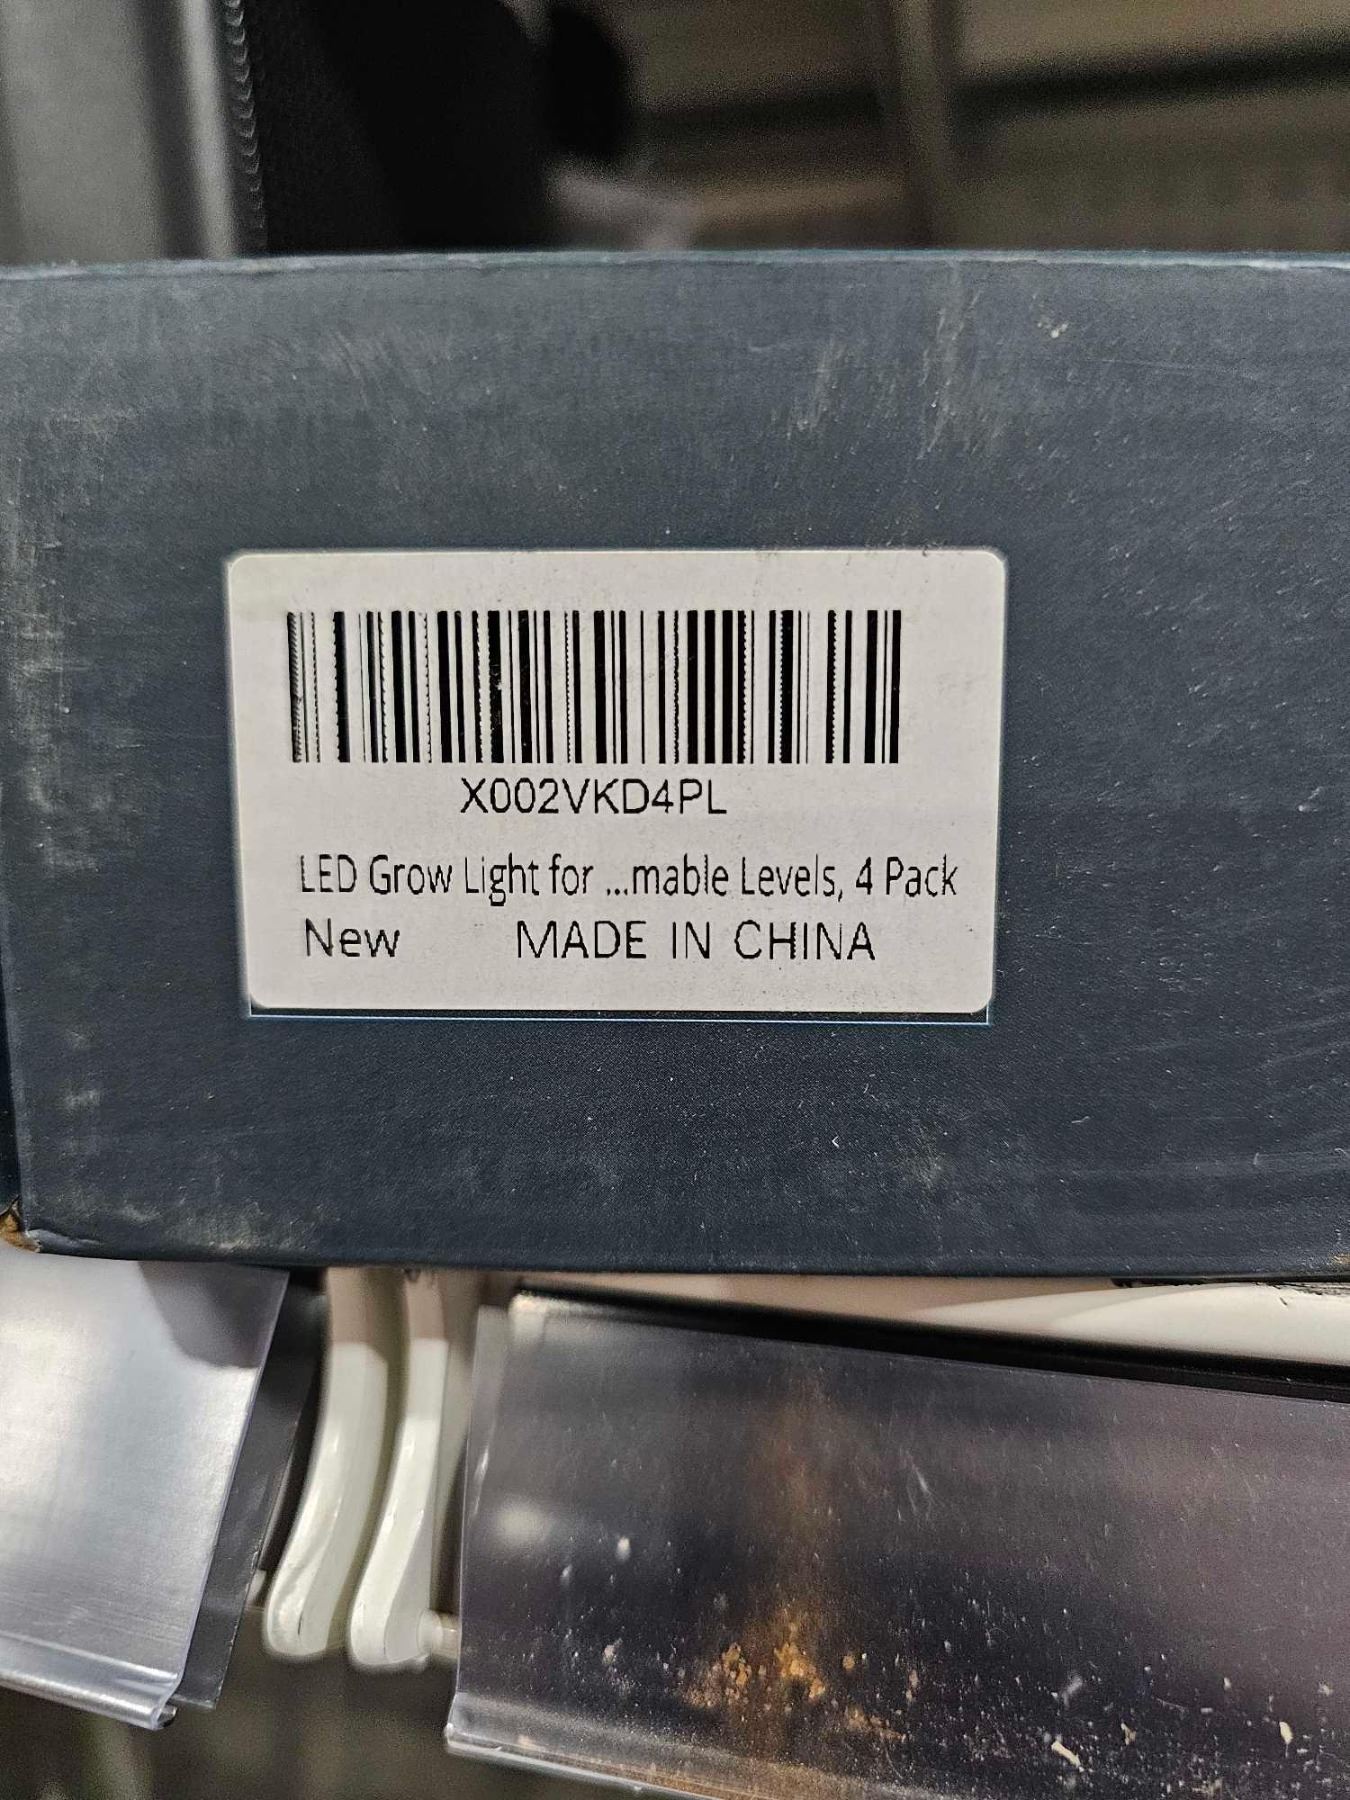 X002VKD4PL
LED Grow Light for ...mable Levels, 4 Pack
New MADE IN CHINA